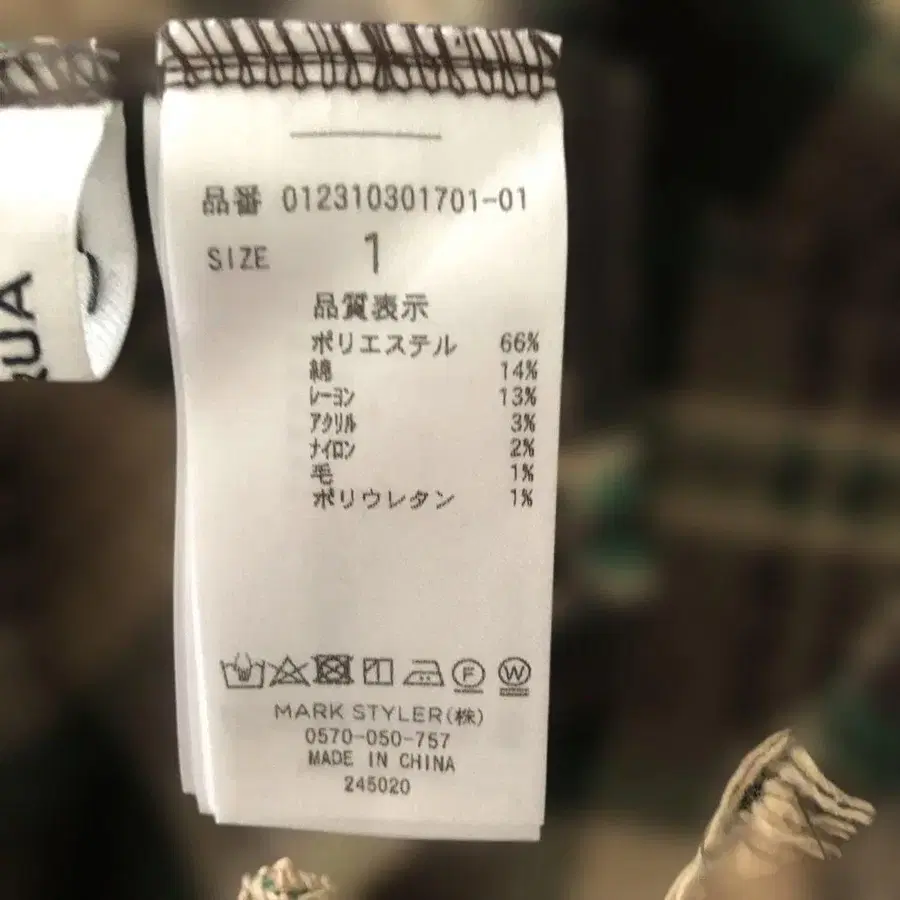 品番 012310301701-01
SIZE 1
品質表示
ポリエステル 66%
綿 14%
レーヨン 13%
アクリル 3%
ナイロン 2%
毛 1%
ポリウレタン 1%
F W
MARK STYLER(株)
0570-050-757
MADE IN CHINA
245020
QUA